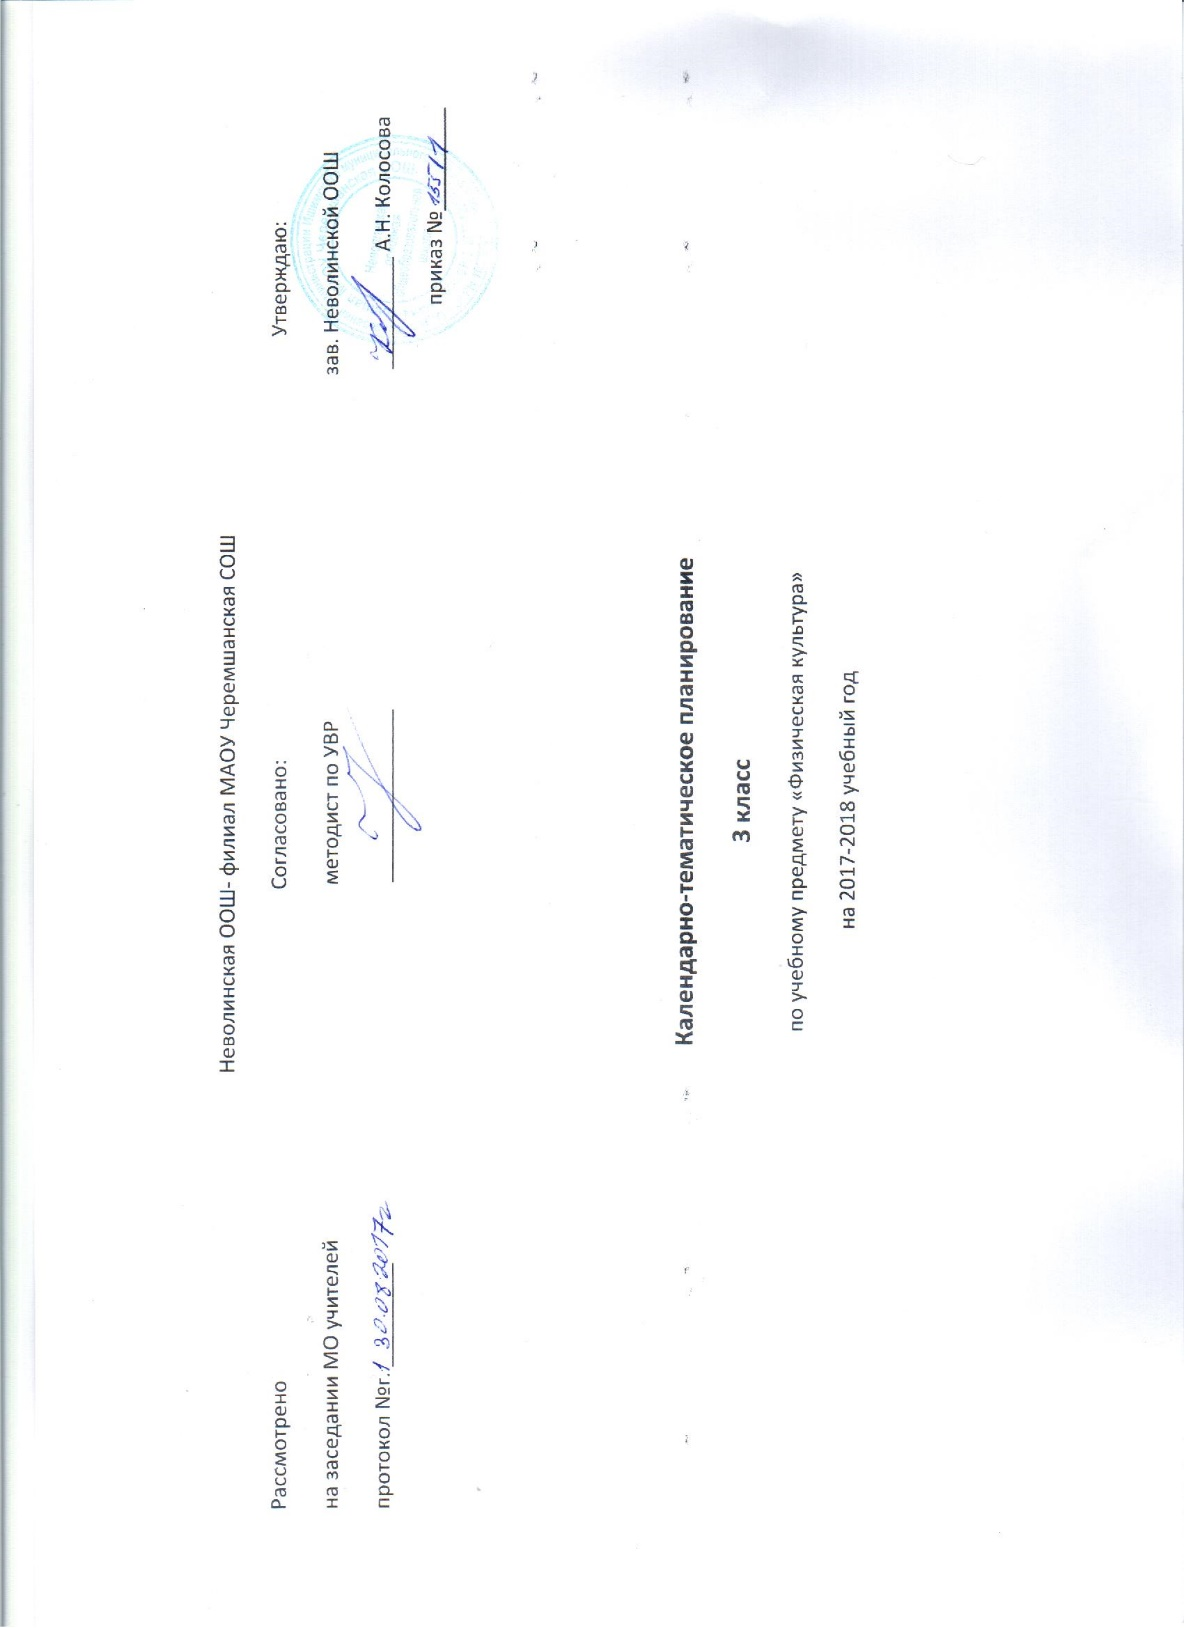 Неволинская ООШ- филиал МАОУ Черемшанская СОШ
Рассмотрено
на заседании МО учителей
протокол №г.1 30.08.2017г
Согласовано:
методист по УВР
Утверждаю:
зав. Неволинской ООШ
А.Н. Колосова
приказ № 155/1
Календарно-тематическое планирование
3 класс
по учебному предмету «Физическая культура»
на 2017-2018 учебный год